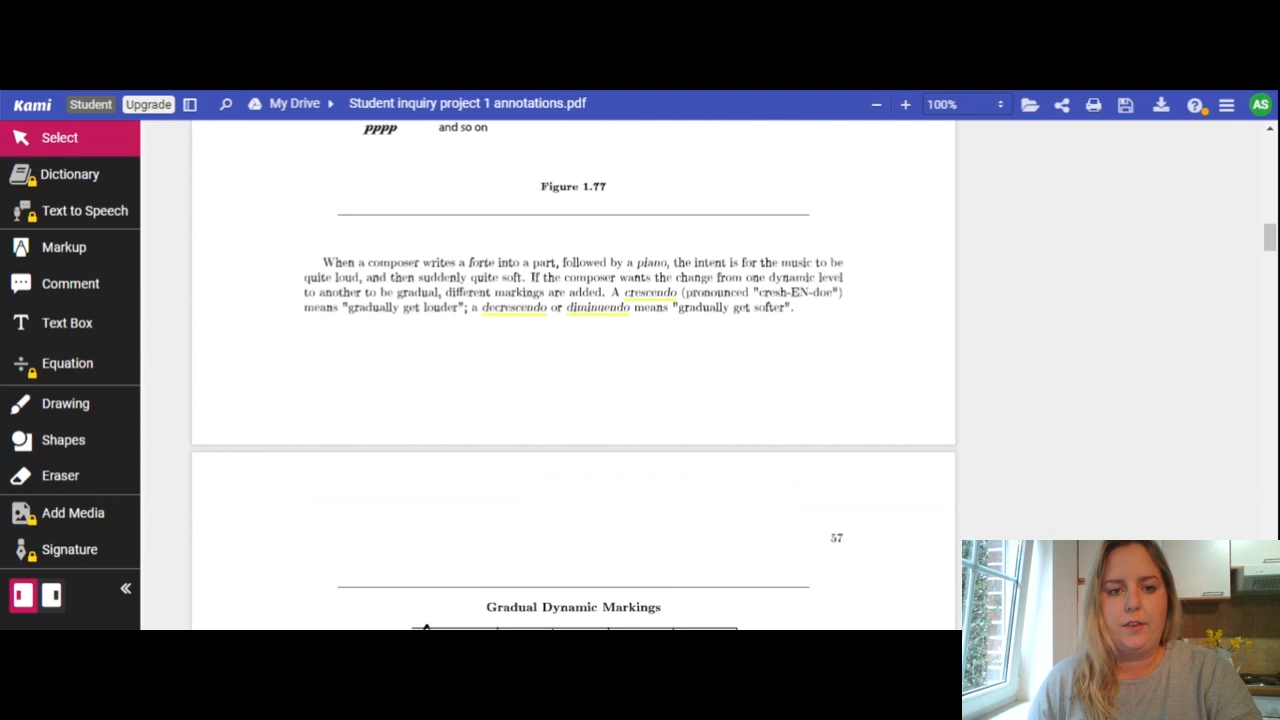 Kami Student Upgrade My Drive Student inquiry project 1 annotations.pdf 100% AS
Select
Dictionary
Text to Speech
Markup
Comment
Text Box
Equation
Drawing
Shapes
Eraser
Add Media
Signature
pppp and so on
Figure 1.77
When a composer writes a forte into a part, followed by a piano, the intent is for the music to be
quite loud, and then suddenly quite soft. If the composer wants the change from one dynamic level
to another to be gradual, different markings are added. A crescendo (pronounced "cresh-EN-doe")
means "gradually get louder"; a decrescendo or diminuendo means "gradually get softer".
57
Gradual Dynamic Markings